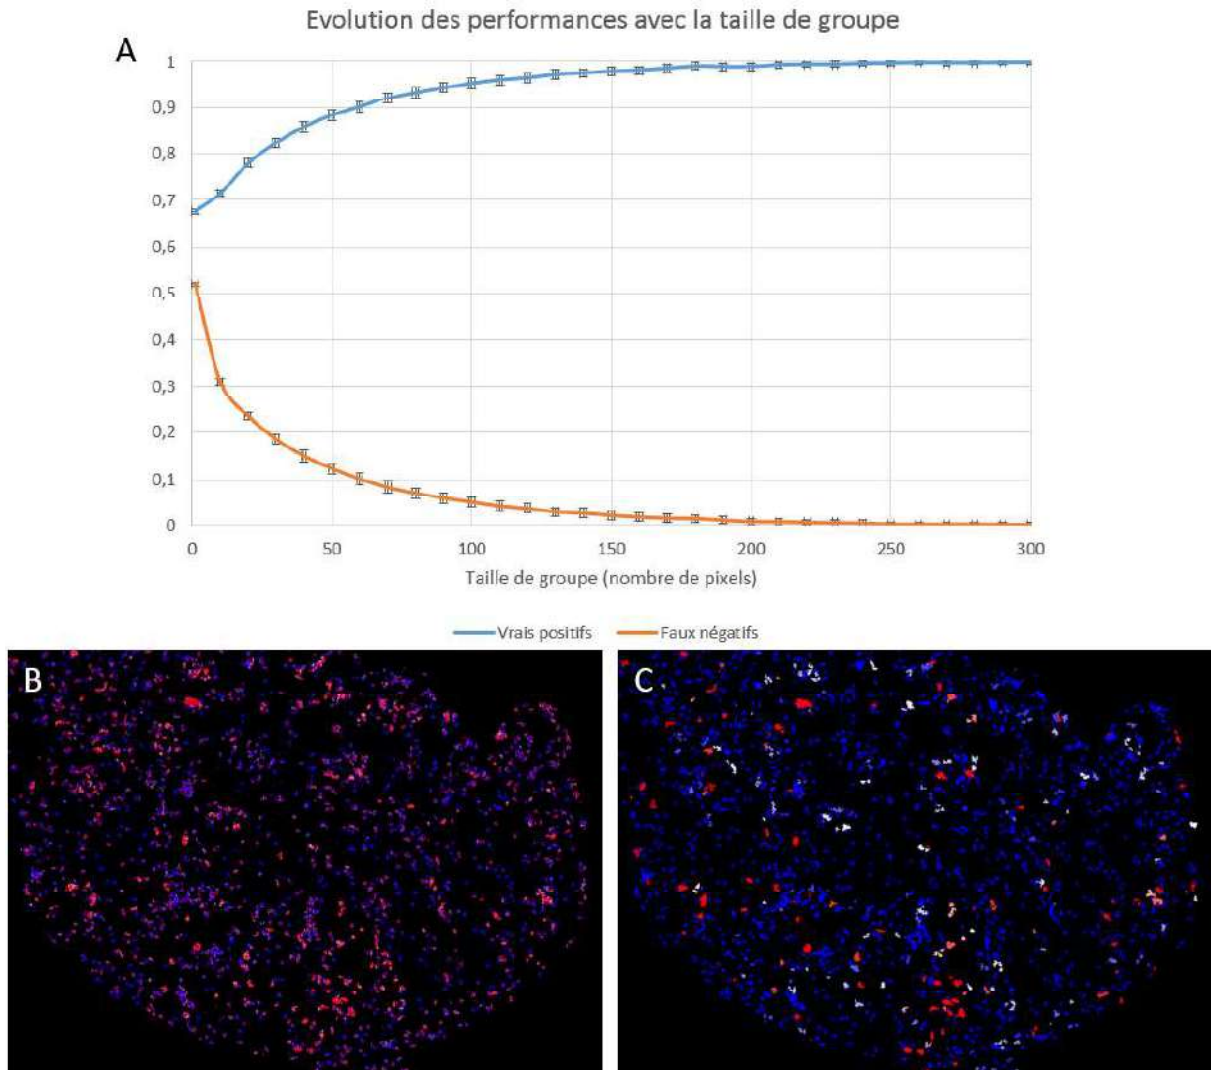 Evolution des performances avec la taille de groupe
A
1
0,9
0,8
0,7
0,6
0,5
0,4
0,3
0,2
0,1
0
0 50 100 150 200 250 300
Taille de groupe (nombre de pixels)
Vrais positifs Faux négatifs
B C